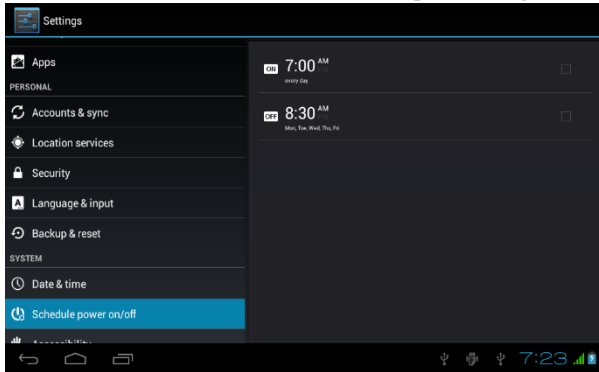 Settings
Apps
PERSONAL
Accounts & sync
Location services
Security
A Language & input
Backup & reset
SYSTEM
Date & time
Schedule power on/off
Accessibility
ON 7:00 AM
every day
OFF 8:30 AM
Mon, Tue, Wed, Thu, Fri
7:23